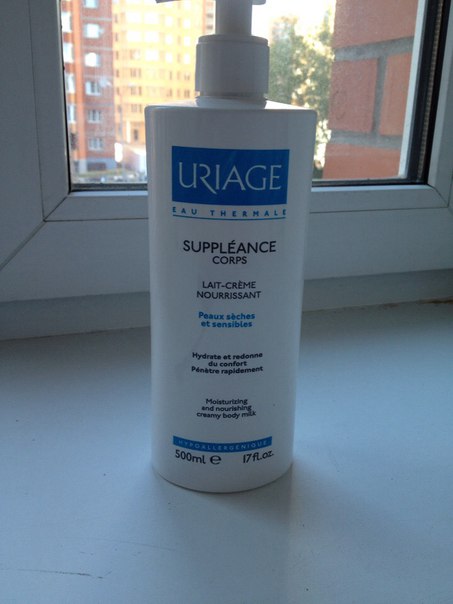 URIAGE
EAU THERMALE
SUPPLÉANCE
CORPS
LAIT-CRÈME
NOURRISSANT
Peaux sèches
et sensibles
Hydrate et redonne
du confort
Pénètre rapidement
Moisturizing
and nourishing
creamy body milk
HYPOALLERGÉNIQUE
500ml ℮ 17fl.oz.